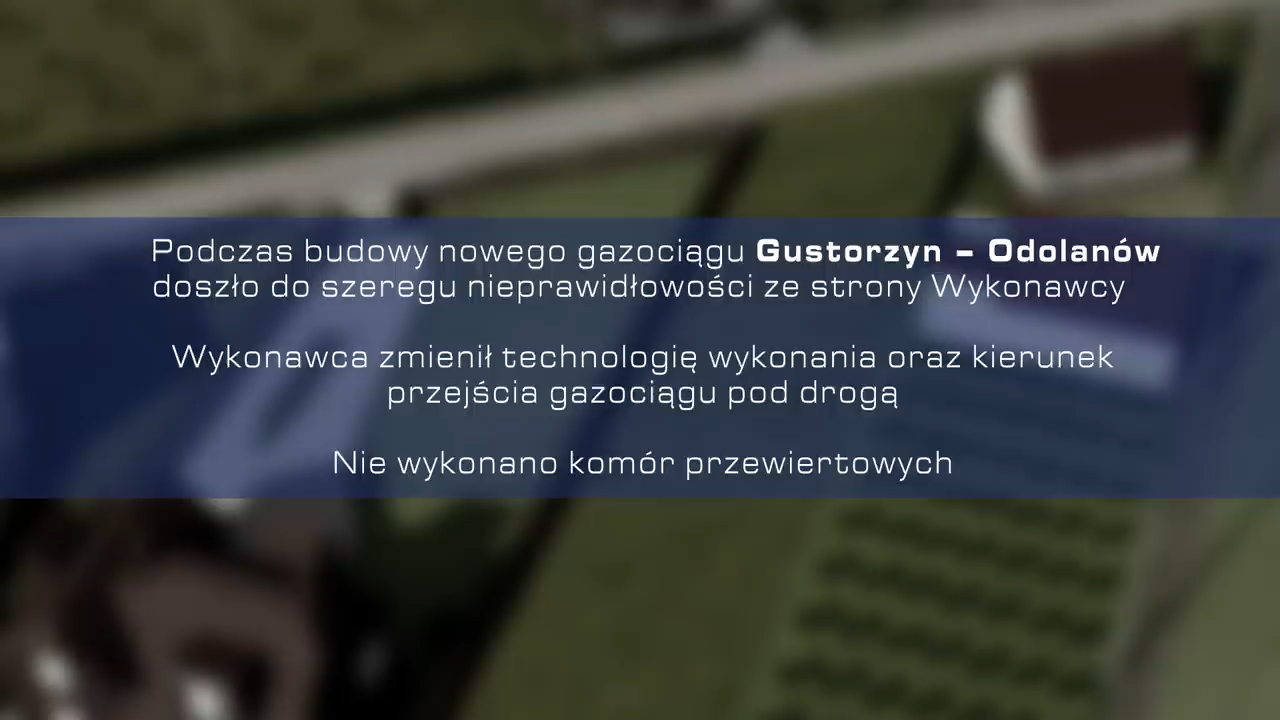 Podczas budowy nowego gazociągu Gustorzyn – Odolanów
doszło do szeregu nieprawidłowości ze strony Wykonawcy
Wykonawca zmienił technologię wykonania oraz kierunek
przejścia gazociągu pod drogą
Nie wykonano komór przewiertowych